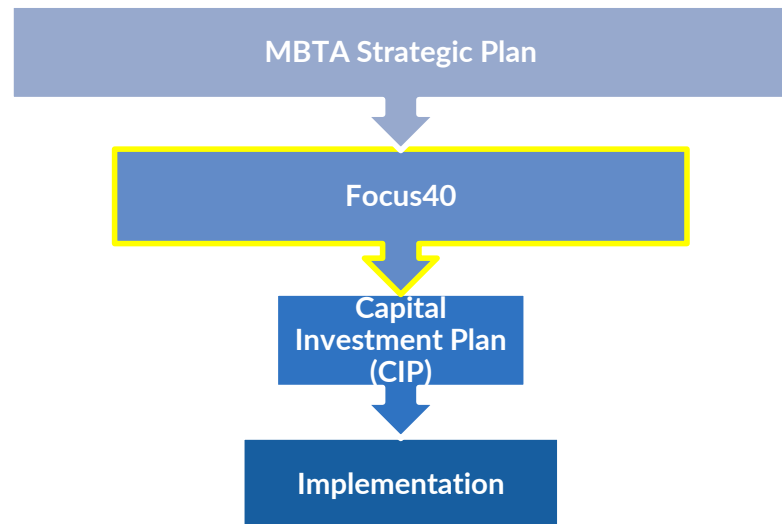 MBTA Strategic Plan
Focus40
Capital
Investment Plan
(CIP)
Implementation